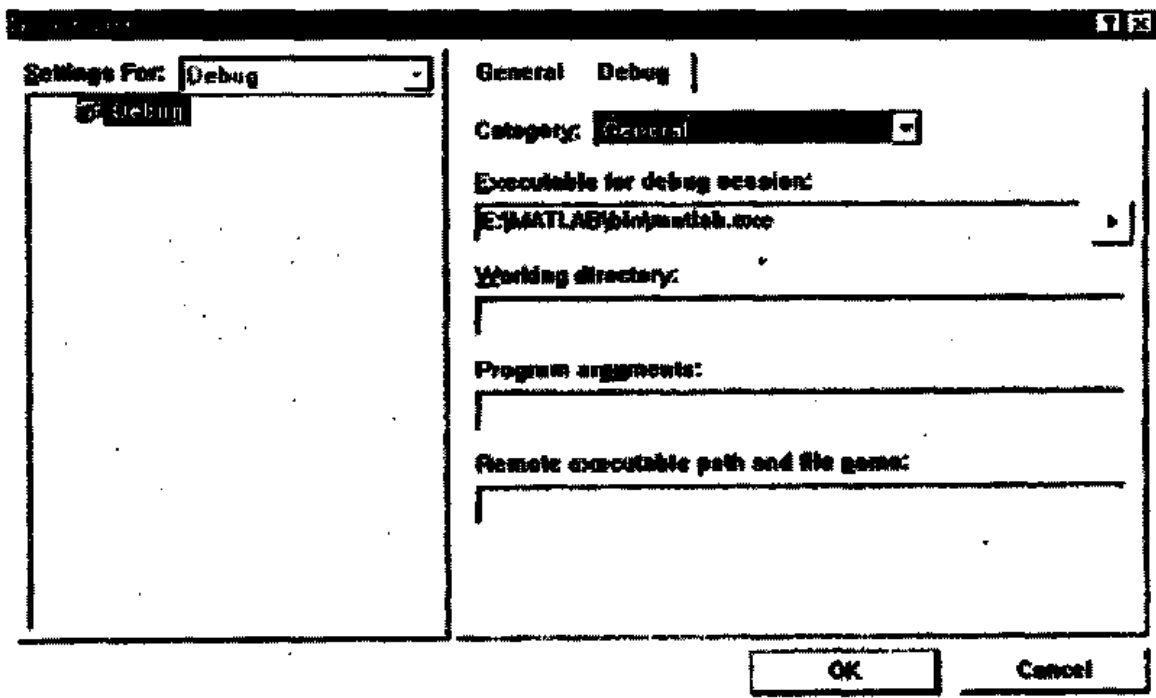 Settings For: Debug
Debug
General Debug
Category: General
Executable for debug session:
E:\MATLAB\bin\matlab.exe
Working directory:
Program arguments:
Remote executable path and file name:
OK Cancel